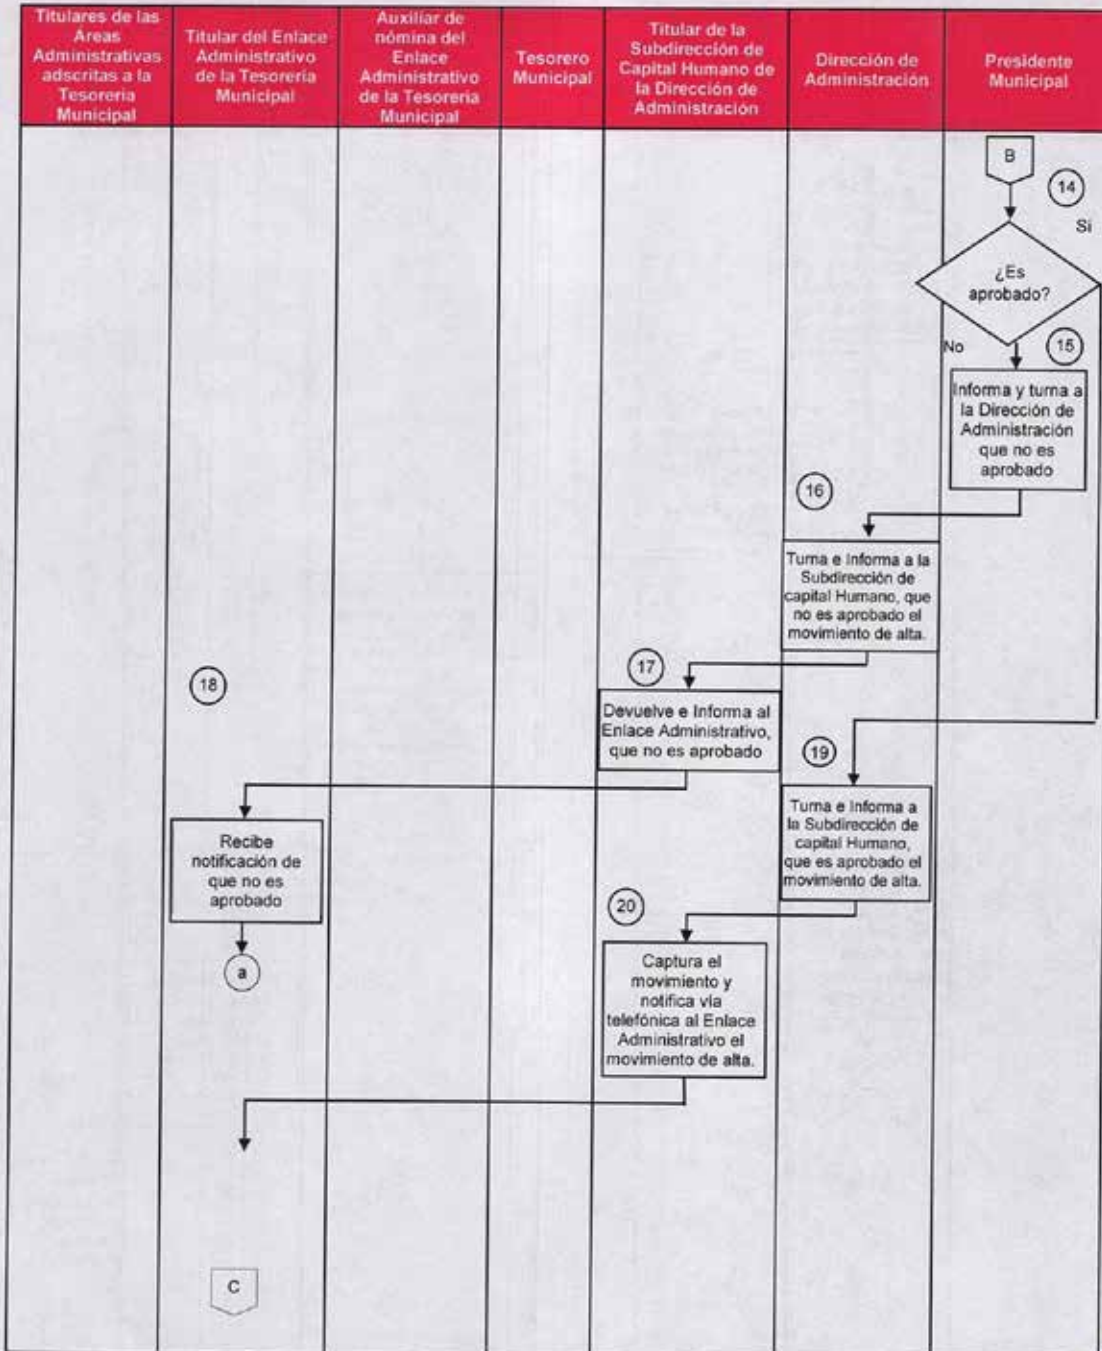 Titulares de las
Áreas
Administrativas
adscritas a la
Tesorería
Municipal
Titular del Enlace
Administrativo
de la Tesorería
Municipal
Auxiliar de
nómina del
Enlace
Administrativo
de la Tesorería
Municipal
Tesorero
Municipal
Titular de la
Subdirección de
Capital Humano de
la Dirección de
Administración
Dirección de
Administración
Presidente
Municipal
B
14
Sí
¿Es
aprobado?
No
15
Informa y turna a
la Dirección de
Administración
que no es
aprobado
16
Turna e Informa a la
Subdirección de
capital Humano, que
no es aprobado el
movimiento de alta.
17
18
Devuelve e Informa al
Enlace Administrativo,
que no es aprobado
19
Recibe
notificación de
que no es
aprobado
Turna e Informa a
la Subdirección de
capital Humano,
que es aprobado el
movimiento de alta.
20
a
Captura el
movimiento y
notifica vía
telefónica al Enlace
Administrativo el
movimiento de alta.
C